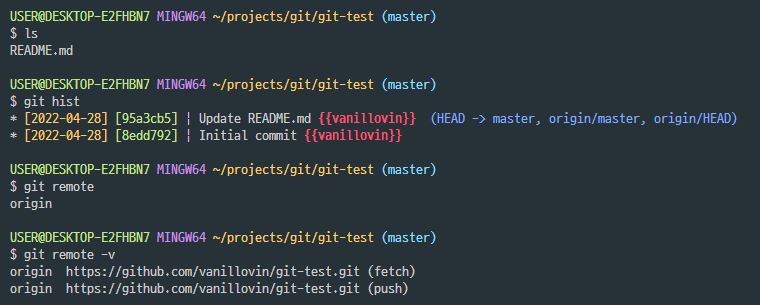 USER@DESKTOP-E2FHBN7 MINGW64 ~/projects/git/git-test (master)
$ ls
README.md
USER@DESKTOP-E2FHBN7 MINGW64 ~/projects/git/git-test (master)
$ git hist
* [2022-04-28] [95a3cb5] ¦ Update README.md {{vanillovin}}  (HEAD -> master, origin/master, origin/HEAD)
* [2022-04-28] [8edd792] ¦ Initial commit {{vanillovin}}
USER@DESKTOP-E2FHBN7 MINGW64 ~/projects/git/git-test (master)
$ git remote
origin
USER@DESKTOP-E2FHBN7 MINGW64 ~/projects/git/git-test (master)
$ git remote -v
origin  https://github.com/vanillovin/git-test.git (fetch)
origin  https://github.com/vanillovin/git-test.git (push)